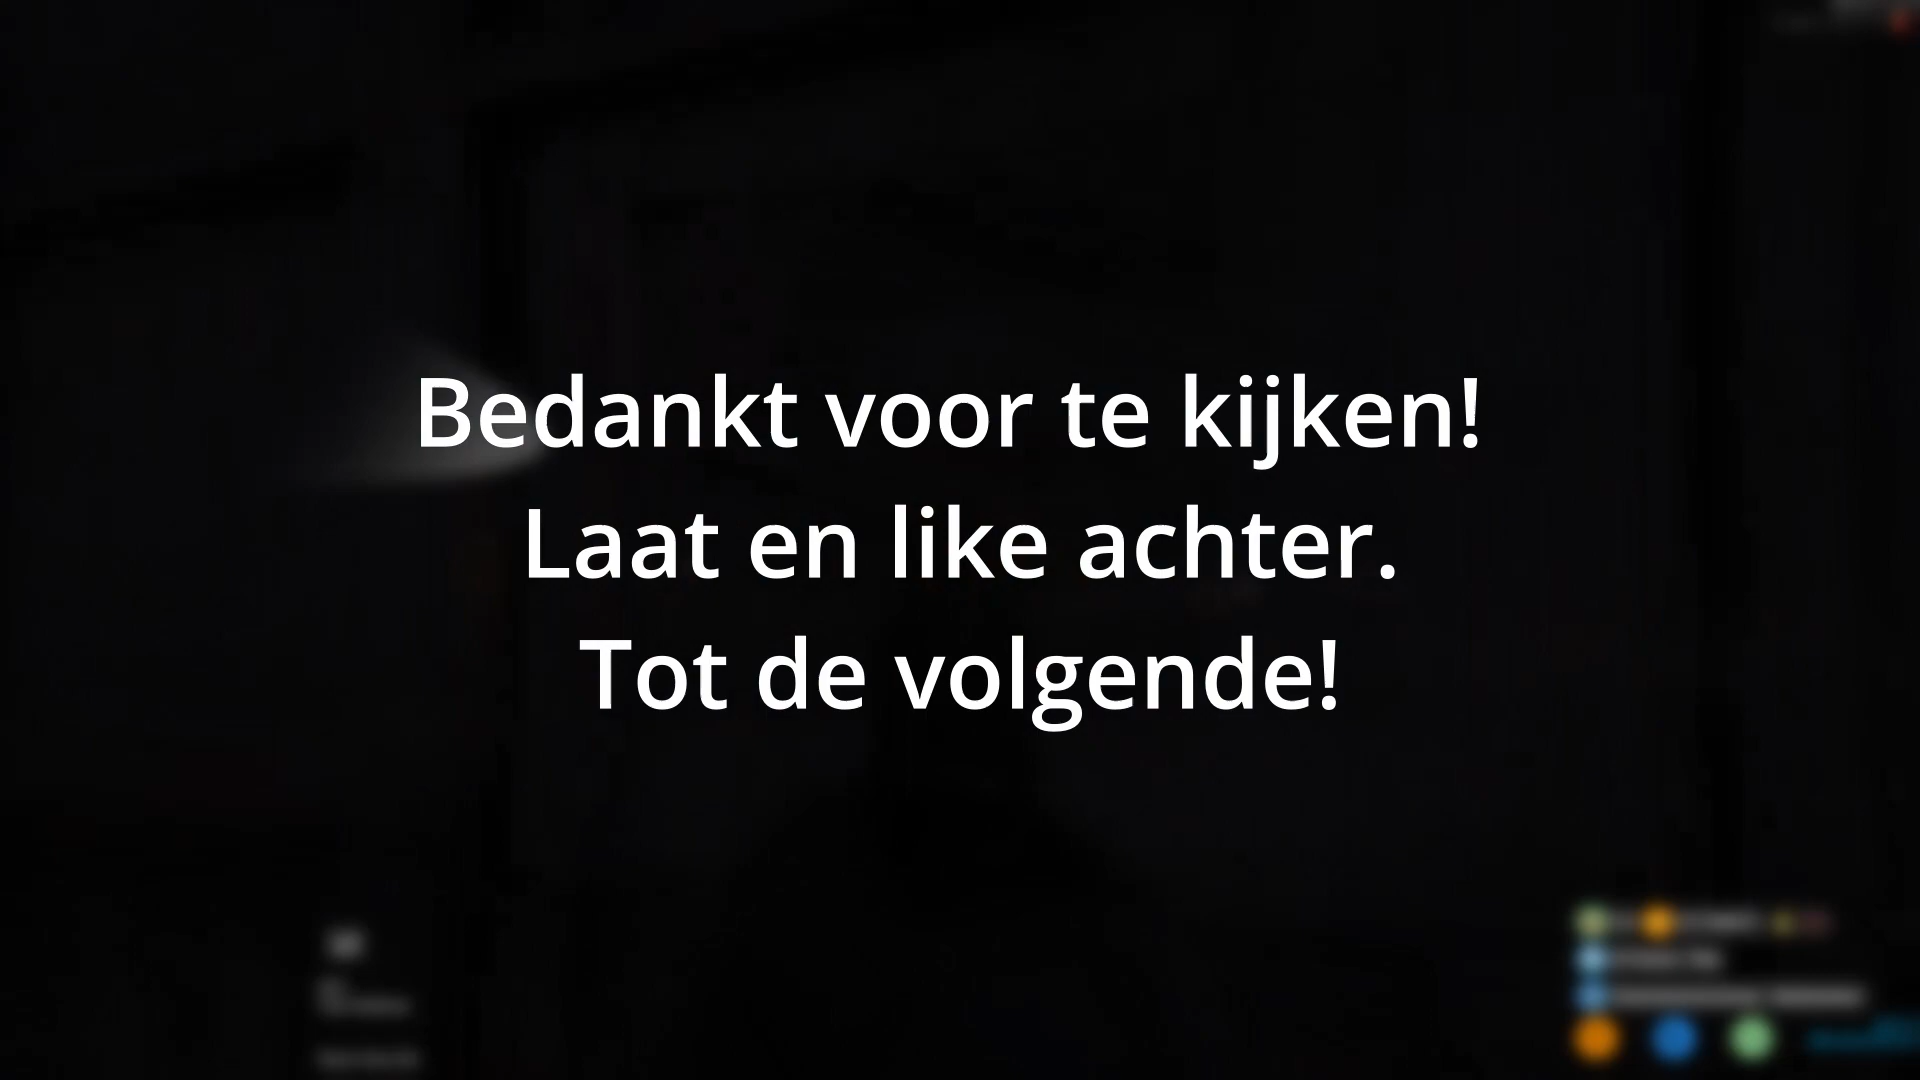 Bedankt voor te kijken!
Laat en like achter.
Tot de volgende!